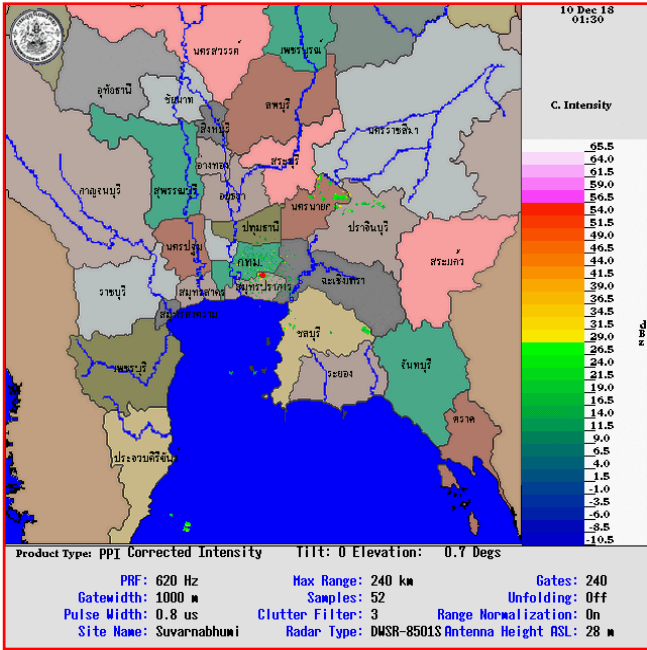 10 Dec 18
01:30
C. Intensity
65.5
64.0
61.5
59.0
56.5
54.0
51.5
49.0
46.5
44.0
41.5
39.0
36.5
34.0
31.5
29.0
26.5
24.0
21.5
19.0
16.5
14.0
11.5
9.0
6.5
4.0
1.5
-1.0
-3.5
-6.0
-8.5
-10.5
นครสวรรค์
เพชรบูรณ์
อุทัยธานี
ชัยนาท
ลพบุรี
สิงห์บุรี
นครราชสีมา
อ่างทอง
สระบุรี
กาญจนบุรี
สุพรรณบุรี
อยุธยา
นครนายก
ปราจีนบุรี
ปทุมธานี
นครปฐม
กทม.
สระแก้ว
ฉะเชิงเทรา
ราชบุรี
สมุทรสาคร
สมุทรปราการ
สมุทรสงคราม
ชลบุรี
เพชรบุรี
ระยอง
จันทบุรี
ตราด
ประจวบคีรีขันธ์
Product Type: PPI Corrected Intensity Tilt: 0 Elevation: 0.7 Degs
PRF: 620 Hz Max Range: 240 km Gates: 240
Gatewidth: 1000 m Samples: 52 Unfolding: Off
Pulse Width: 0.8 us Clutter Filter: 3 Range Normalization: On
Site Name: Suvarnabhumi Radar Type: DWSR-8501S Antenna Height ASL: 28 m